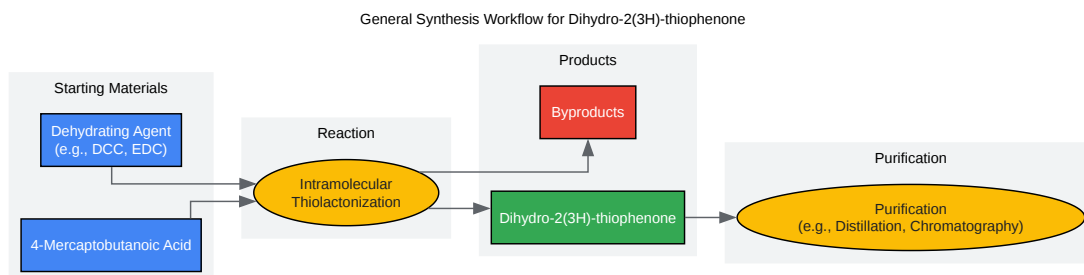 General Synthesis Workflow for Dihydro-2(3H)-thiophenone
Starting Materials
Dehydrating Agent
(e.g., DCC, EDC)
4-Mercaptobutanoic Acid
Reaction
Intramolecular
Thiolactonization
Products
Byproducts
Dihydro-2(3H)-thiophenone
Purification
Purification
(e.g., Distillation, Chromatography)